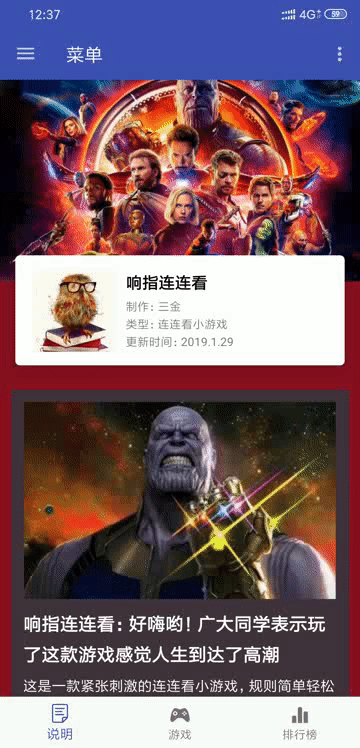 12:37
4G
59
菜单
响指连连看
制作: 三金
类型: 连连看小游戏
更新时间: 2019.1.29
响指连连看: 好嗨哟! 广大同学表示玩
了这款游戏感觉人生到达了高潮
这是一款紧张刺激的连连看小游戏, 规则简单轻松
说明
游戏
排行榜